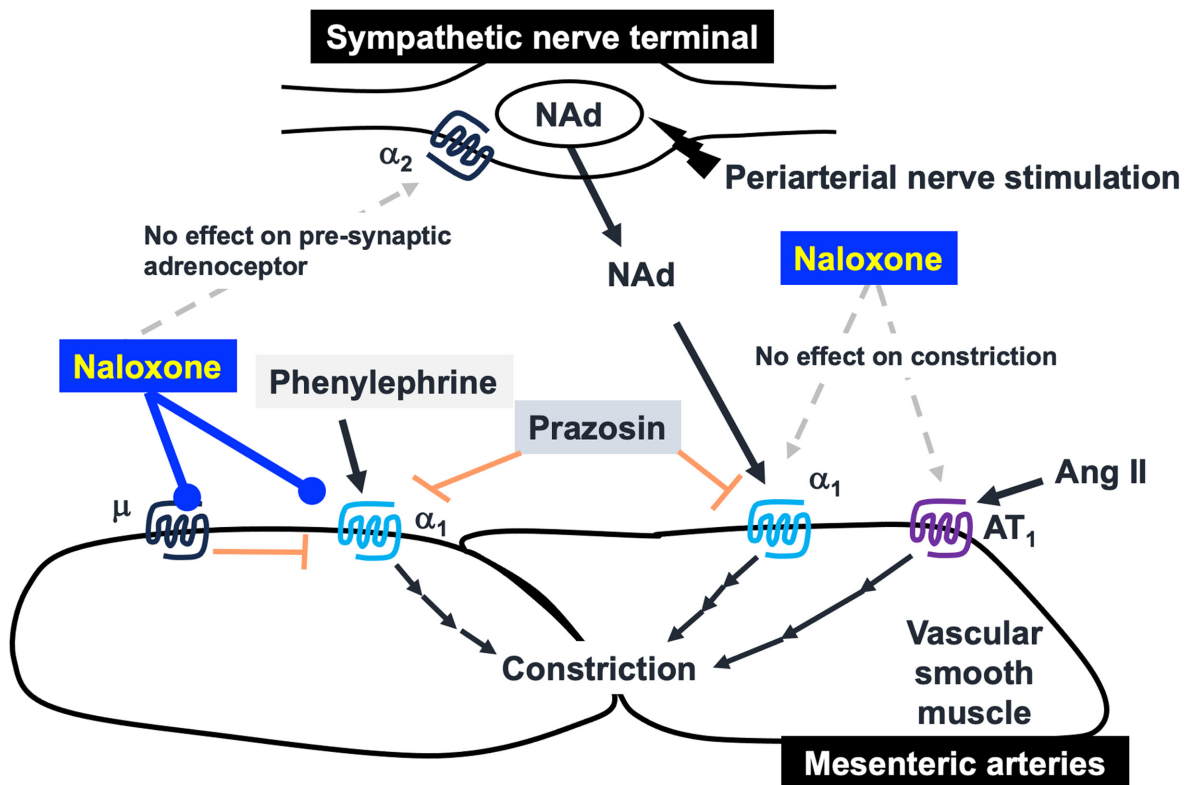 Sympathetic nerve terminal
NAd
α2
Periarterial nerve stimulation
No effect on pre-synaptic
adrenoceptor
NAd
Naloxone
Naloxone
Phenylephrine
No effect on constriction
Prazosin
μ
α1
α1
Ang II
AT1
Constriction
Vascular
smooth
muscle
Mesenteric arteries